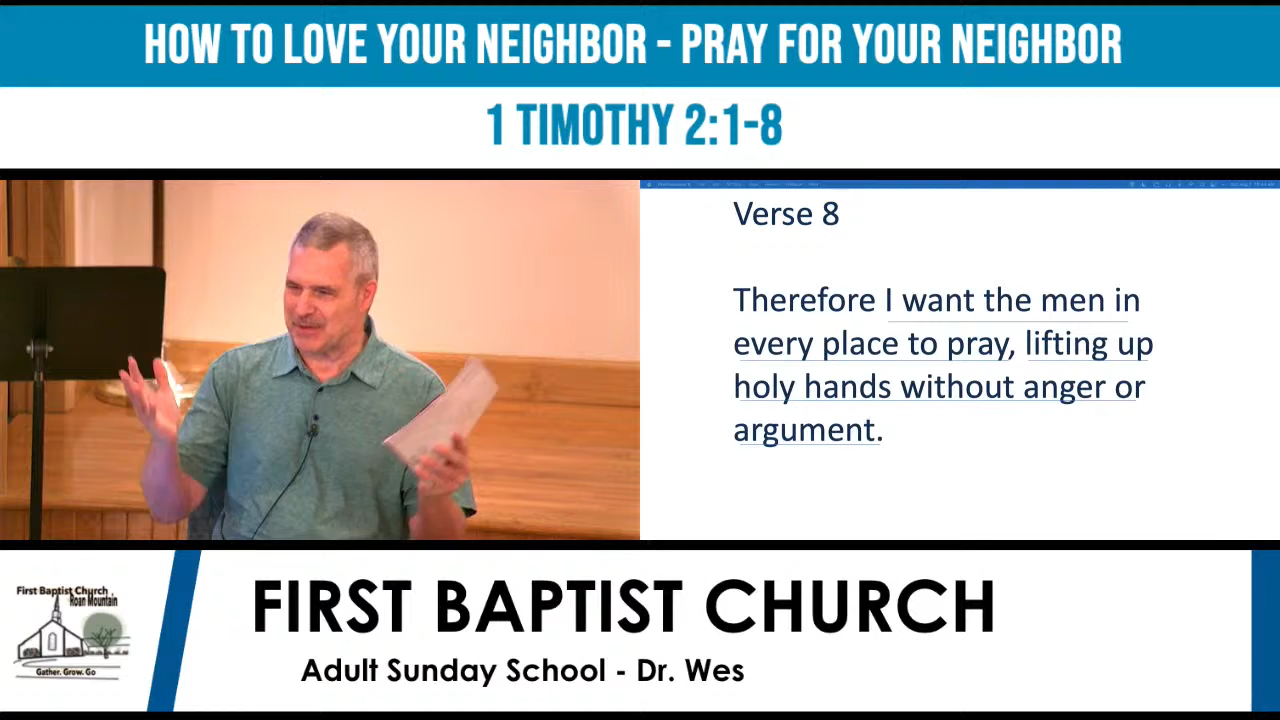 HOW TO LOVE YOUR NEIGHBOR - PRAY FOR YOUR NEIGHBOR
1 TIMOTHY 2:1-8
Verse 8
Therefore I want the men in
every place to pray, lifting up
holy hands without anger or
argument.
First Baptist Church
Roan Mountain
Gather. Grow. Go
FIRST BAPTIST CHURCH
Adult Sunday School - Dr. Wes